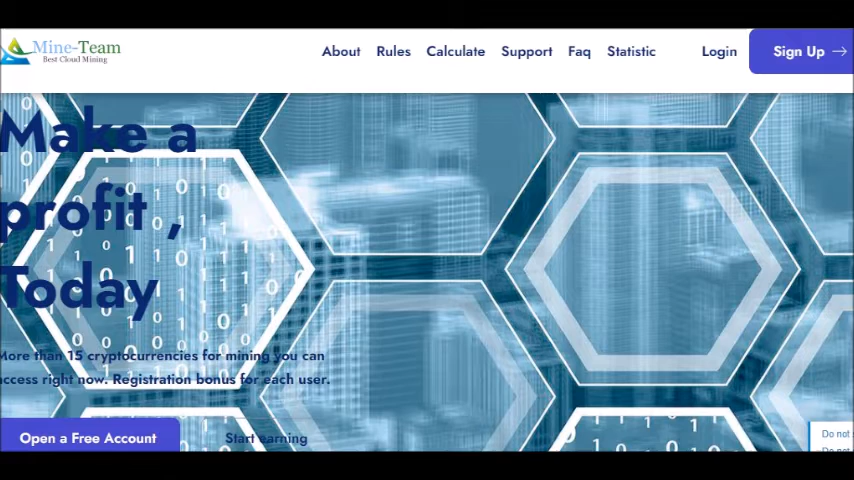 Mine-Team
Best Cloud Mining
About Rules Calculate Support Faq Statistic Login Sign Up →
Make a
profit ,
Today
More than 15 cryptocurrencies for mining you can
access right now. Registration bonus for each user.
Open a Free Account
Start earning
Do not
Do not